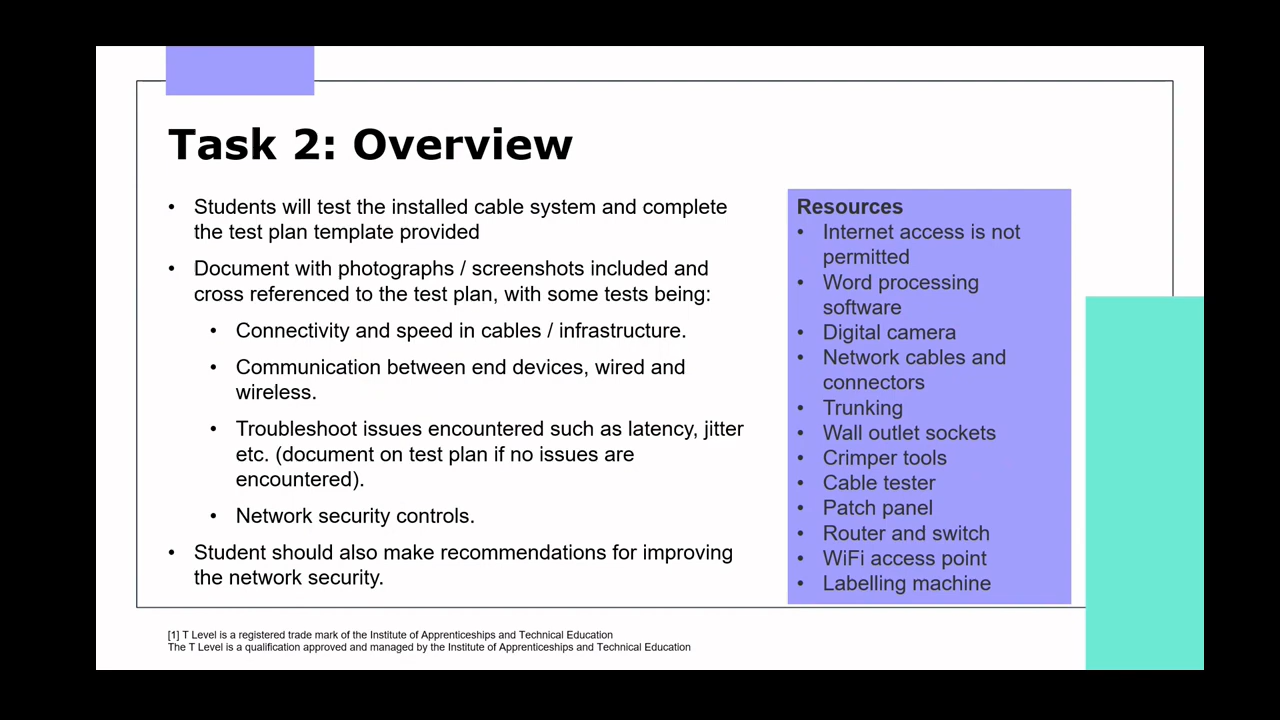 Task 2: Overview
• Students will test the installed cable system and complete
the test plan template provided
• Document with photographs / screenshots included and
cross referenced to the test plan, with some tests being:
• Connectivity and speed in cables / infrastructure.
• Communication between end devices, wired and
wireless.
• Troubleshoot issues encountered such as latency, jitter
etc. (document on test plan if no issues are
encountered).
• Network security controls.
• Student should also make recommendations for improving
the network security.
Resources
• Internet access is not
permitted
• Word processing
software
• Digital camera
• Network cables and
connectors
• Trunking
• Wall outlet sockets
• Crimper tools
• Cable tester
• Patch panel
• Router and switch
• WiFi access point
• Labelling machine
[1] T Level is a registered trade mark of the Institute of Apprenticeships and Technical Education
The T Level is a qualification approved and managed by the Institute of Apprenticeships and Technical Education